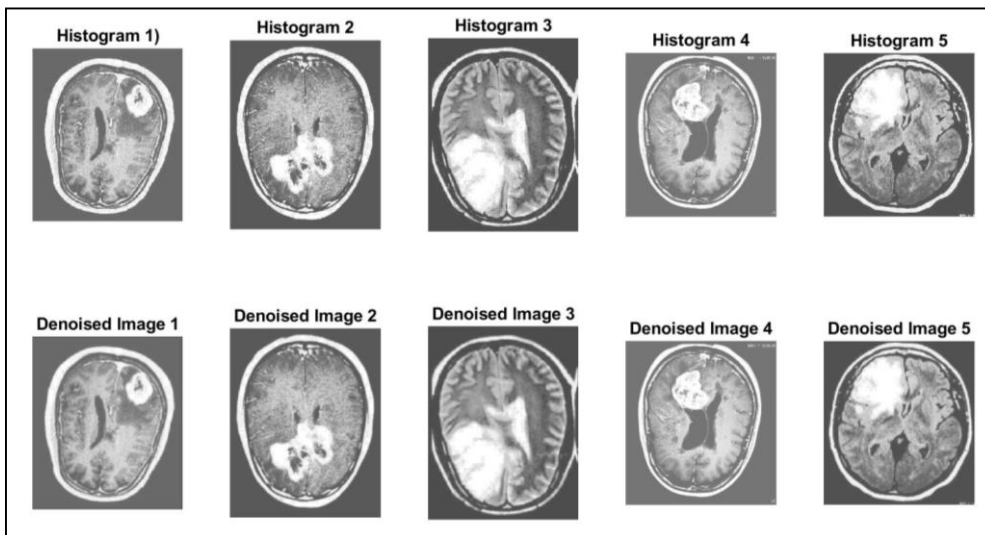 Histogram 1)
Histogram 2
Histogram 3
Histogram 4
Histogram 5
Denoised Image 1
Denoised Image 2
Denoised Image 3
Denoised Image 4
Denoised Image 5